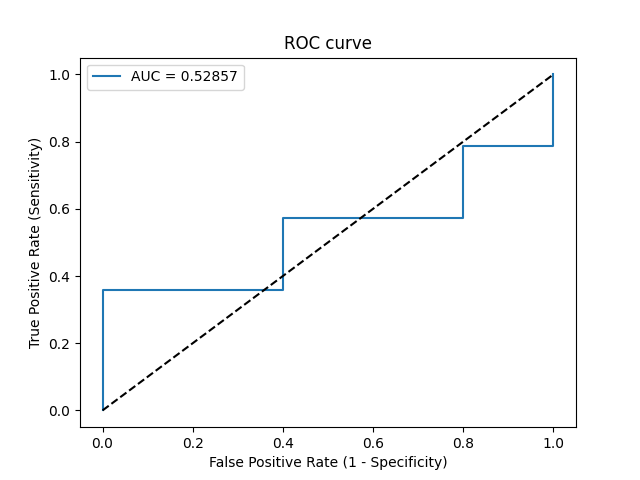 ROC curve
AUC = 0.52857
True Positive Rate (Sensitivity)
1.0
0.8
0.6
0.4
0.2
0.0
0.0 0.2 0.4 0.6 0.8 1.0
False Positive Rate (1 - Specificity)